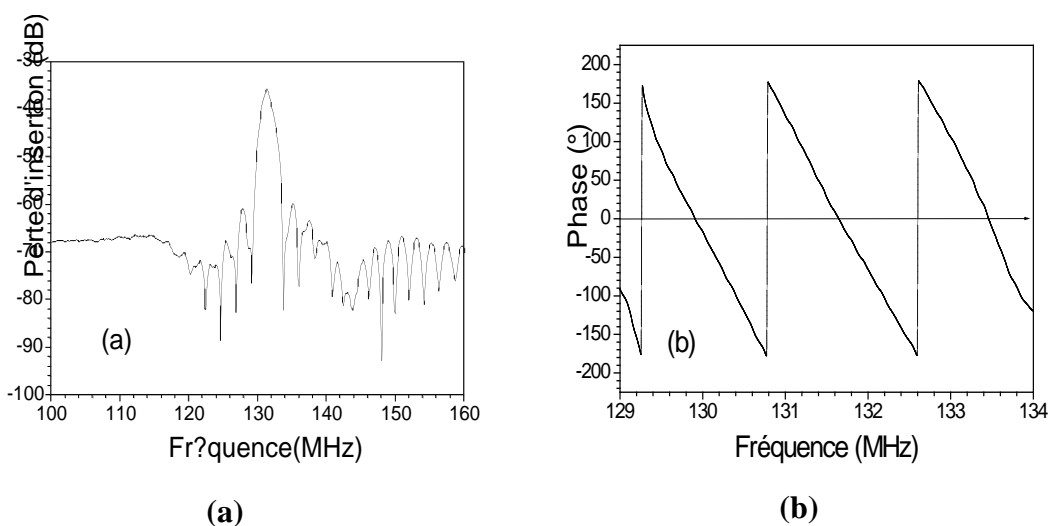 Perte d'insertion (dB)
-30
-40
-50
-60
-70
-80
-90
-100
(a)
100 110 120 130 140 150 160
Fr?quence(MHz)
(a)
Phase (°)
200
150
100
50
0
-50
-100
-150
-200
(b)
129 130 131 132 133 134
Fréquence (MHz)
(b)